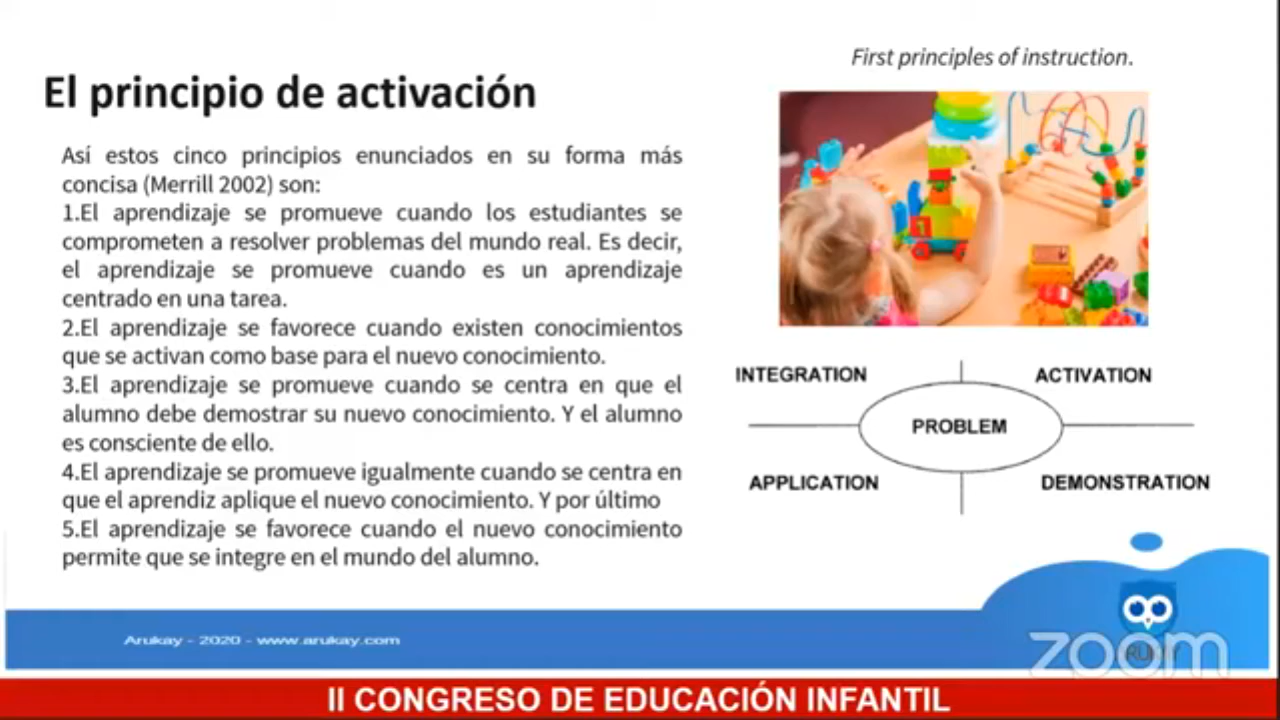 First principles of instruction.
El principio de activación
Así estos cinco principios enunciados en su forma más
concisa (Merrill 2002) son:
1.El aprendizaje se promueve cuando los estudiantes se
comprometen a resolver problemas del mundo real. Es decir,
el aprendizaje se promueve cuando es un aprendizaje
centrado en una tarea.
2.El aprendizaje se favorece cuando existen conocimientos
que se activan como base para el nuevo conocimiento.
3.El aprendizaje se promueve cuando se centra en que el
alumno debe demostrar su nuevo conocimiento. Y el alumno
es consciente de ello.
4.El aprendizaje se promueve igualmente cuando se centra en
que el aprendiz aplique el nuevo conocimiento. Y por último
5.El aprendizaje se favorece cuando el nuevo conocimiento
permite que se integre en el mundo del alumno.
INTEGRATION
ACTIVATION
PROBLEM
APPLICATION
DEMONSTRATION
Arukay - 2020 - www.arukay.com
zoom
II CONGRESO DE EDUCACIÓN INFANTIL